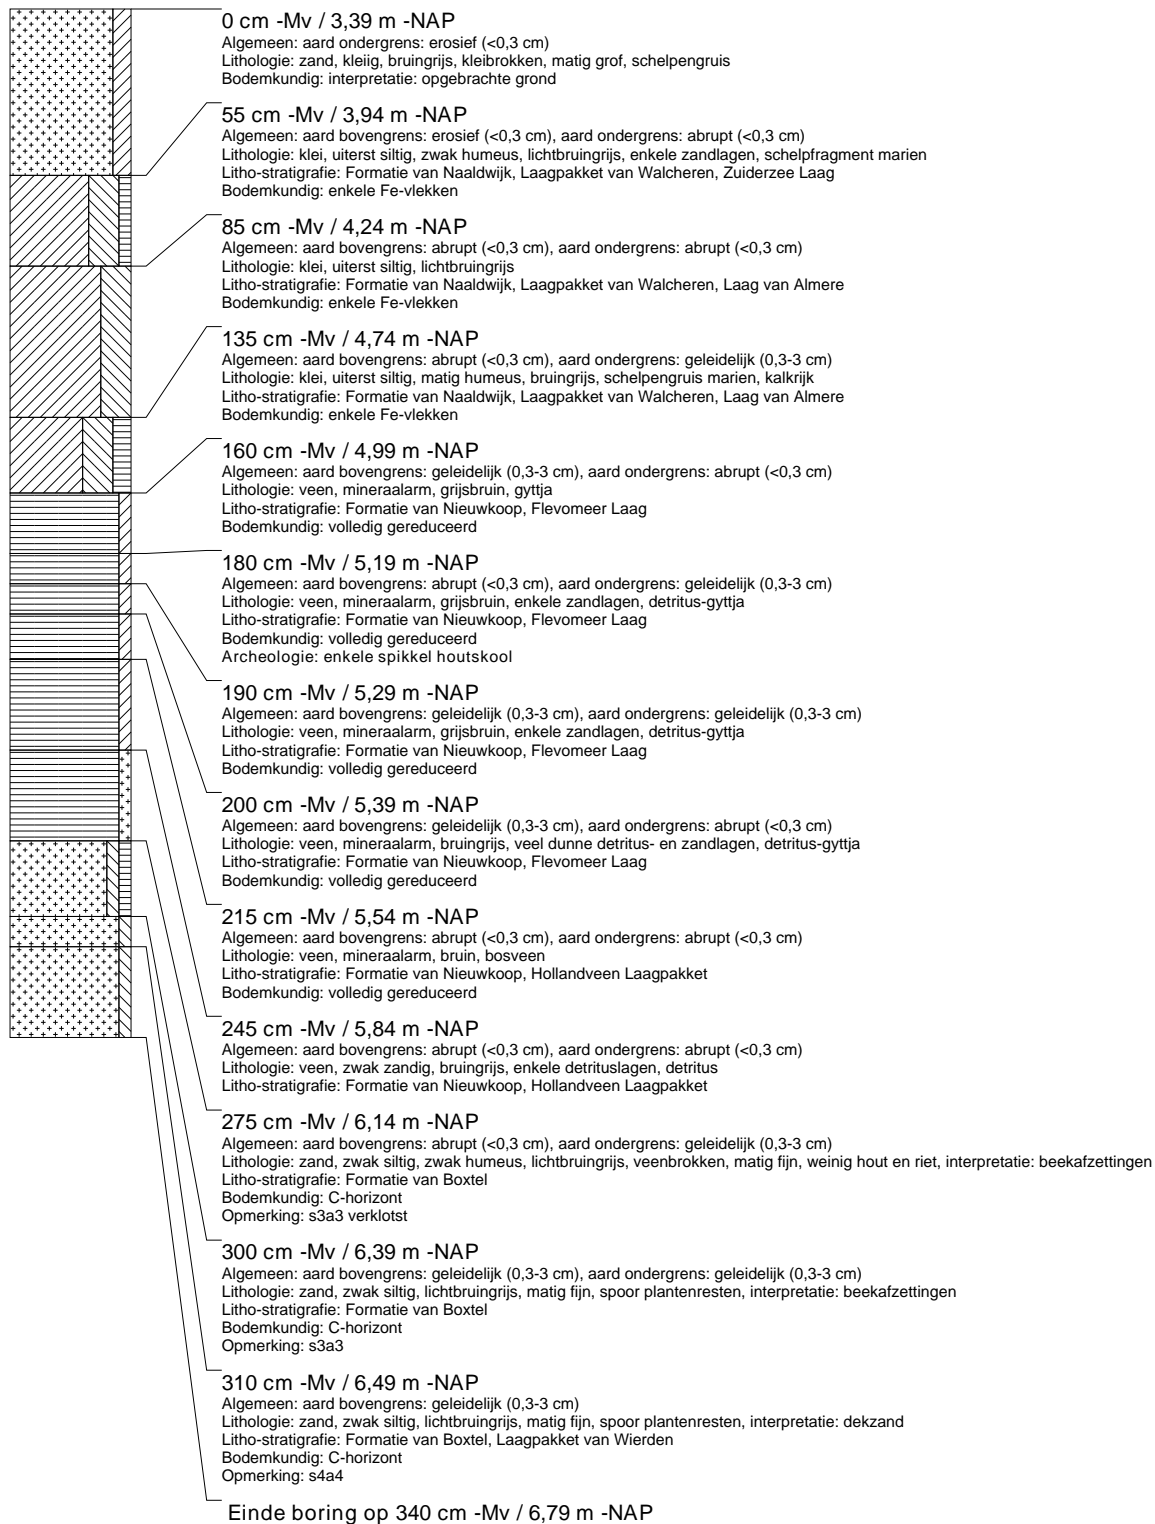 0 cm -Mv / 3,39 m -NAP
Algemeen: aard ondergrens: erosief (<0,3 cm)
Lithologie: zand, kleiig, bruingrijs, kleibrokken, matig grof, schelpengruis
Bodemkundig: interpretatie: opgebrachte grond
55 cm -Mv / 3,94 m -NAP
Algemeen: aard bovengrens: erosief (<0,3 cm), aard ondergrens: abrupt (<0,3 cm)
Lithologie: klei, uiterst siltig, zwak humeus, lichtbruingrijs, enkele zandlagen, schelpfragment marien
Litho-stratigrafie: Formatie van Naaldwijk, Laagpakket van Walcheren, Zuiderzee Laag
Bodemkundig: enkele Fe-vlekken
85 cm -Mv / 4,24 m -NAP
Algemeen: aard bovengrens: abrupt (<0,3 cm), aard ondergrens: abrupt (<0,3 cm)
Lithologie: klei, uiterst siltig, lichtbruingrijs
Litho-stratigrafie: Formatie van Naaldwijk, Laagpakket van Walcheren, Laag van Almere
Bodemkundig: enkele Fe-vlekken
135 cm -Mv / 4,74 m -NAP
Algemeen: aard bovengrens: abrupt (<0,3 cm), aard ondergrens: geleidelijk (0,3-3 cm)
Lithologie: klei, uiterst siltig, matig humeus, bruingrijs, schelpengruis marien, kalkrijk
Litho-stratigrafie: Formatie van Naaldwijk, Laagpakket van Walcheren, Laag van Almere
Bodemkundig: enkele Fe-vlekken
160 cm -Mv / 4,99 m -NAP
Algemeen: aard bovengrens: geleidelijk (0,3-3 cm), aard ondergrens: abrupt (<0,3 cm)
Lithologie: veen, mineraalarm, grijsbruin, gyttja
Litho-stratigrafie: Formatie van Nieuwkoop, Flevomeer Laag
Bodemkundig: volledig gereduceerd
180 cm -Mv / 5,19 m -NAP
Algemeen: aard bovengrens: abrupt (<0,3 cm), aard ondergrens: geleidelijk (0,3-3 cm)
Lithologie: veen, mineraalarm, grijsbruin, enkele zandlagen, detritus-gyttja
Litho-stratigrafie: Formatie van Nieuwkoop, Flevomeer Laag
Bodemkundig: volledig gereduceerd
Archeologie: enkele spikkel houtskool
190 cm -Mv / 5,29 m -NAP
Algemeen: aard bovengrens: geleidelijk (0,3-3 cm), aard ondergrens: geleidelijk (0,3-3 cm)
Lithologie: veen, mineraalarm, grijsbruin, enkele zandlagen, detritus-gyttja
Litho-stratigrafie: Formatie van Nieuwkoop, Flevomeer Laag
Bodemkundig: volledig gereduceerd
200 cm -Mv / 5,39 m -NAP
Algemeen: aard bovengrens: geleidelijk (0,3-3 cm), aard ondergrens: abrupt (<0,3 cm)
Lithologie: veen, mineraalarm, bruingrijs, veel dunne detritus- en zandlagen, detritus-gyttja
Litho-stratigrafie: Formatie van Nieuwkoop, Flevomeer Laag
Bodemkundig: volledig gereduceerd
215 cm -Mv / 5,54 m -NAP
Algemeen: aard bovengrens: abrupt (<0,3 cm), aard ondergrens: abrupt (<0,3 cm)
Lithologie: veen, mineraalarm, bruin, bosveen
Litho-stratigrafie: Formatie van Nieuwkoop, Hollandveen Laagpakket
Bodemkundig: volledig gereduceerd
245 cm -Mv / 5,84 m -NAP
Algemeen: aard bovengrens: abrupt (<0,3 cm), aard ondergrens: abrupt (<0,3 cm)
Lithologie: veen, zwak zandig, bruingrijs, enkele detrituslagen, detritus
Litho-stratigrafie: Formatie van Nieuwkoop, Hollandveen Laagpakket
275 cm -Mv / 6,14 m -NAP
Algemeen: aard bovengrens: abrupt (<0,3 cm), aard ondergrens: geleidelijk (0,3-3 cm)
Lithologie: zand, zwak siltig, zwak humeus, lichtbruingrijs, veenbrokken, matig fijn, weinig hout en riet, interpretatie: beekafzettingen
Litho-stratigrafie: Formatie van Boxtel
Bodemkundig: C-horizont
Opmerking: s3a3 verklotst
300 cm -Mv / 6,39 m -NAP
Algemeen: aard bovengrens: geleidelijk (0,3-3 cm), aard ondergrens: geleidelijk (0,3-3 cm)
Lithologie: zand, zwak siltig, lichtbruingrijs, matig fijn, spoor plantenresten, interpretatie: beekafzettingen
Litho-stratigrafie: Formatie van Boxtel
Bodemkundig: C-horizont
Opmerking: s3a3
310 cm -Mv / 6,49 m -NAP
Algemeen: aard bovengrens: geleidelijk (0,3-3 cm)
Lithologie: zand, zwak siltig, lichtbruingrijs, matig fijn, spoor plantenresten, interpretatie: dekzand
Litho-stratigrafie: Formatie van Boxtel, Laagpakket van Wierden
Bodemkundig: C-horizont
Opmerking: s4a4
Einde boring op 340 cm -Mv / 6,79 m -NAP